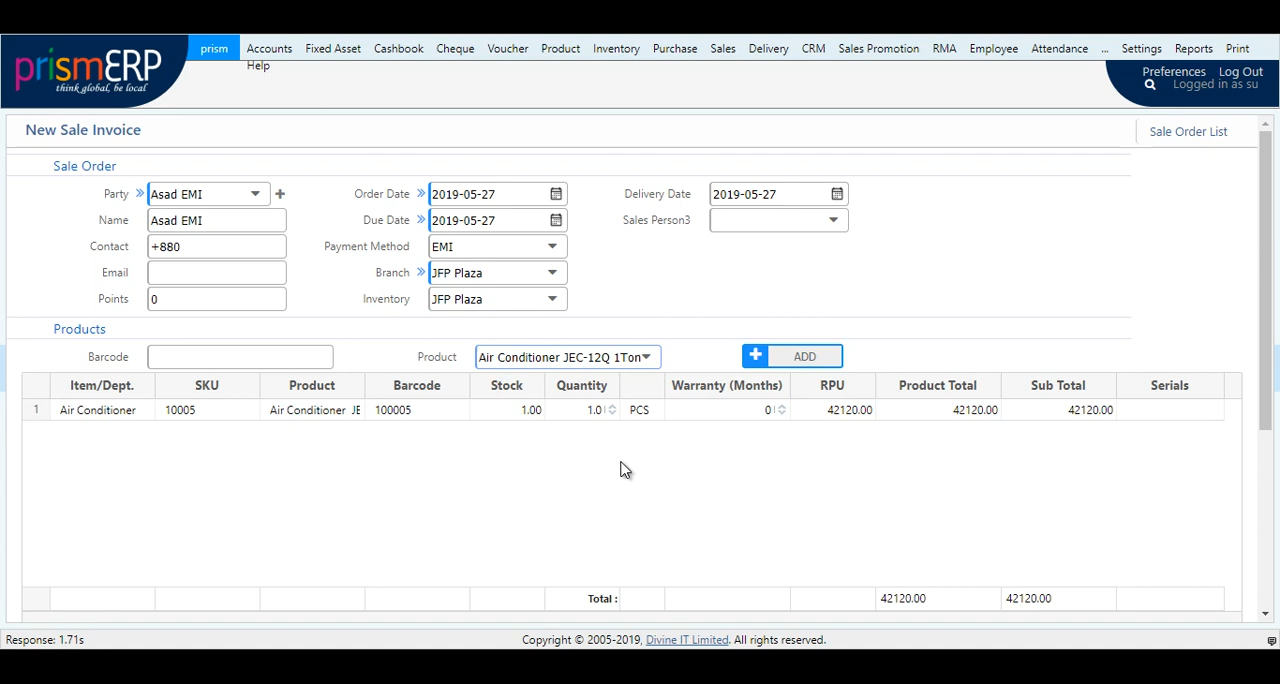 prismERP
think global, be local
prism Accounts Fixed Asset Cashbook Cheque Voucher Product Inventory Purchase Sales Delivery CRM Sales Promotion RMA Employee Attendance ... Settings Reports Print
Help
Preferences Log Out
Logged in as su
New Sale Invoice
Sale Order List
Sale Order
Party » Asad EMI Order Date » 2019-05-27 Delivery Date 2019-05-27
Name Asad EMI Due Date » 2019-05-27 Sales Person3
Contact +880 Payment Method EMI
Email Branch » JFP Plaza
Points 0 Inventory JFP Plaza
Products
Barcode Product Air Conditioner JEC-12Q 1Ton ADD
Item/Dept. SKU Product Barcode Stock Quantity Warranty (Months) RPU Product Total Sub Total Serials
1 Air Conditioner 10005 Air Conditioner JE 100005 1.00 1.0 PCS 0 42120.00 42120.00 42120.00
Total : 42120.00 42120.00
Response: 1.71s Copyright © 2005-2019, Divine IT Limited. All rights reserved.